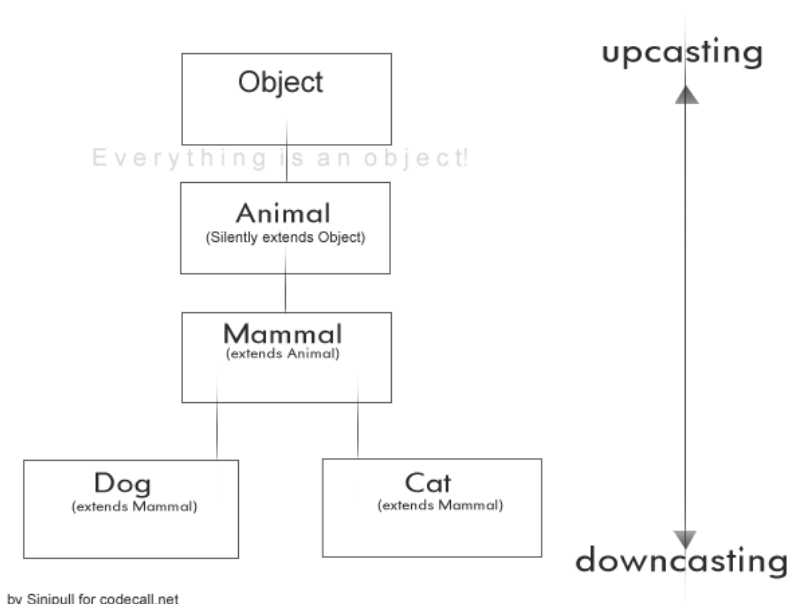 upcasting
Object
Everything is an object!
Animal
(Silently extends Object)
Mammal
(extends Animal)
Dog
(extends Mammal)
Cat
(extends Mammal)
downcasting
by Sinipull for codecall.net